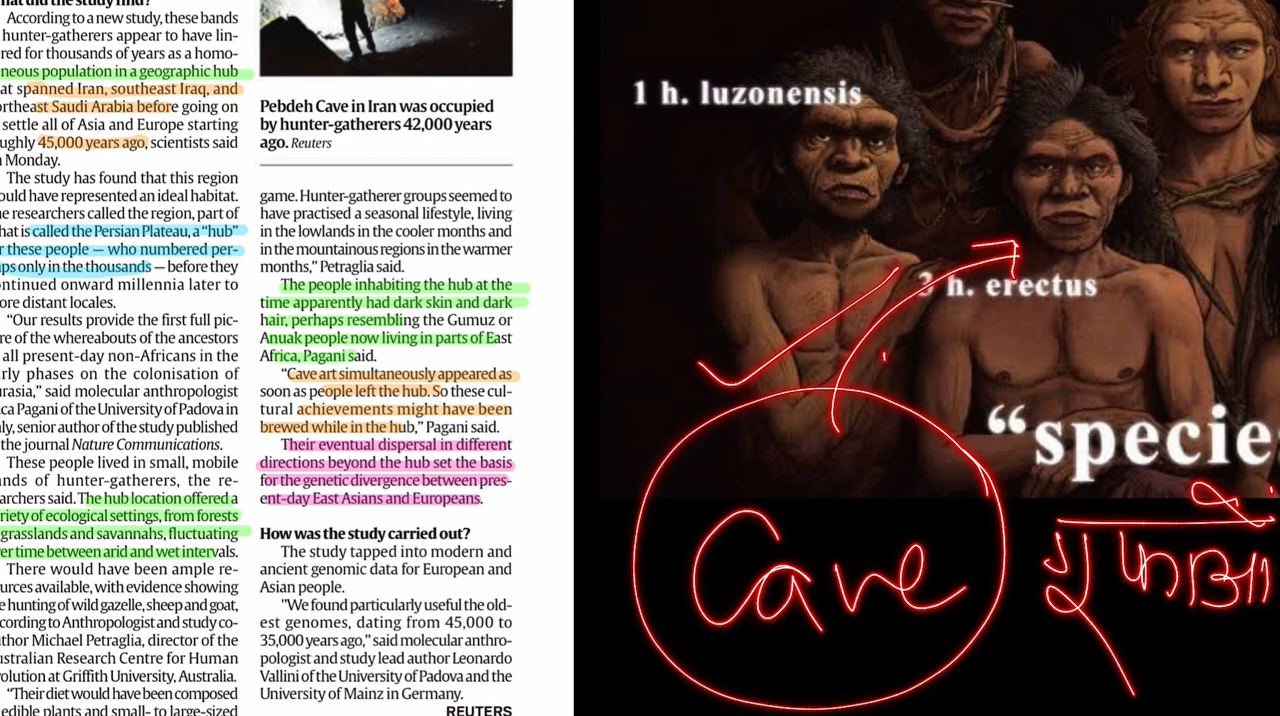 According to a new study, these bands
hunter-gatherers appear to have lin-
red for thousands of years as a homo-
neous population in a geographic hub
at spanned Iran, southeast Iraq, and
ortheast Saudi Arabia before going on
settle all of Asia and Europe starting
ughly 45,000 years ago, scientists said
Monday.
The study has found that this region
ould have represented an ideal habitat.
e researchers called the region, part of
hat is called the Persian Plateau, a “hub”
r these people — who numbered per-
aps only in the thousands — before they
ontinued onward millennia later to
ore distant locales.
“Our results provide the first full pic-
re of the whereabouts of the ancestors
all present-day non-Africans in the
rly phases on the colonisation of
urasia,” said molecular anthropologist
ca Pagani of the University of Padova in
ly, senior author of the study published
the journal Nature Communications.
These people lived in small, mobile
nds of hunter-gatherers, the re-
archers said. The hub location offered a
riety of ecological settings, from forests
grasslands and savannahs, fluctuating
er time between arid and wet intervals.
There would have been ample re-
urces available, with evidence showing
e hunting of wild gazelle, sheep and goat,
cording to Anthropologist and study co-
thor Michael Petraglia, director of the
ustralian Research Centre for Human
volution at Griffith University, Australia.
“Their diet would have been composed
edible plants and small- to large-sized
Pebdeh Cave in Iran was occupied
by hunter-gatherers 42,000 years
ago. Reuters
game. Hunter-gatherer groups seemed to
have practised a seasonal lifestyle, living
in the lowlands in the cooler months and
in the mountainous regions in the warmer
months,” Petraglia said.
The people inhabiting the hub at the
time apparently had dark skin and dark
hair, perhaps resembling the Gumuz or
Anuak people now living in parts of East
Africa, Pagani said.
“Cave art simultaneously appeared as
soon as people left the hub. So these cul-
tural achievements might have been
brewed while in the hub,” Pagani said.
Their eventual dispersal in different
directions beyond the hub set the basis
for the genetic divergence between pres-
ent-day East Asians and Europeans.
How was the study carried out?
The study tapped into modern and
ancient genomic data for European and
Asian people.
“We found particularly useful the old-
est genomes, dating from 45,000 to
35,000 years ago,” said molecular anthro-
pologist and study lead author Leonardo
Vallini of the University of Padova and the
University of Mainz in Germany.
REUTERS
1 h. luzonensis
3 h. erectus
“specie
Cave
गुफाओ